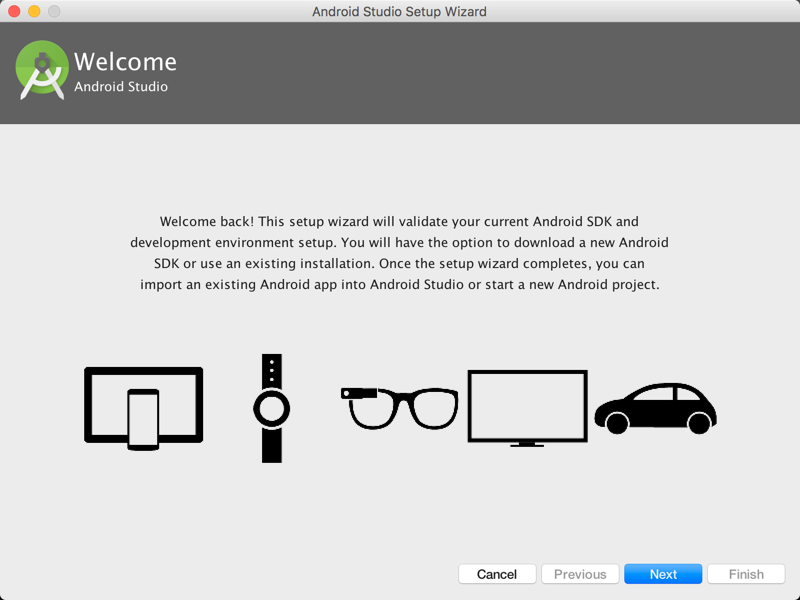 Android Studio Setup Wizard
Welcome
Android Studio
Welcome back! This setup wizard will validate your current Android SDK and
development environment setup. You will have the option to download a new Android
SDK or use an existing installation. Once the setup wizard completes, you can
import an existing Android app into Android Studio or start a new Android project.
Cancel
Previous
Next
Finish